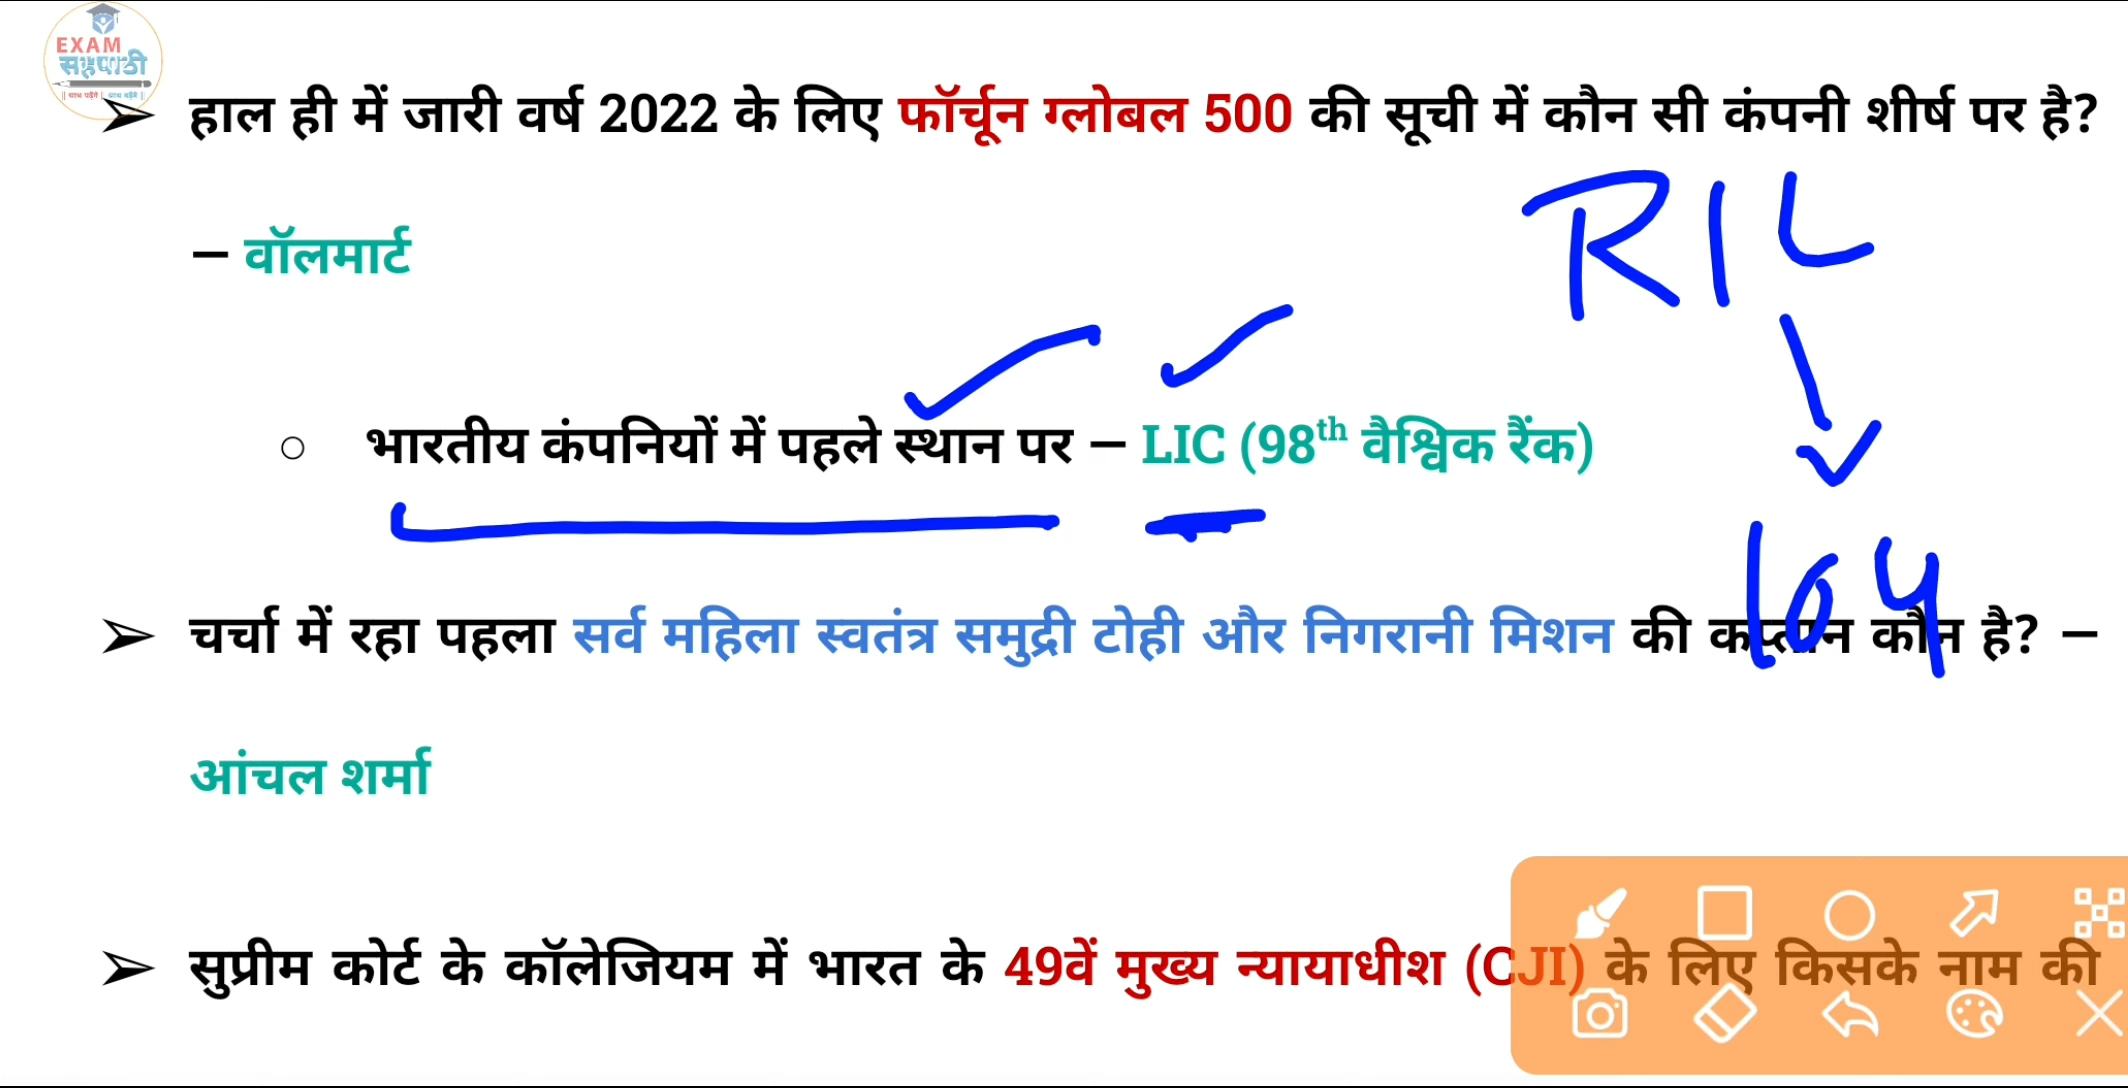 EXAM
सहपाठी
➢ हाल ही में जारी वर्ष 2022 के लिए फॉर्चून ग्लोबल 500 की सूची में कौन सी कंपनी शीर्ष पर है?
– वॉलमार्ट
RIL
○ भारतीय कंपनियों में पहले स्थान पर – LIC (98th वैश्विक रैंक)
104
➢ चर्चा में रहा पहला सर्व महिला स्वतंत्र समुद्री टोही और निगरानी मिशन की कप्तान कौन है? –
आंचल शर्मा
➢ सुप्रीम कोर्ट के कॉलेजियम में भारत के 49वें मुख्य न्यायाधीश (CJI) के लिए किसके नाम की